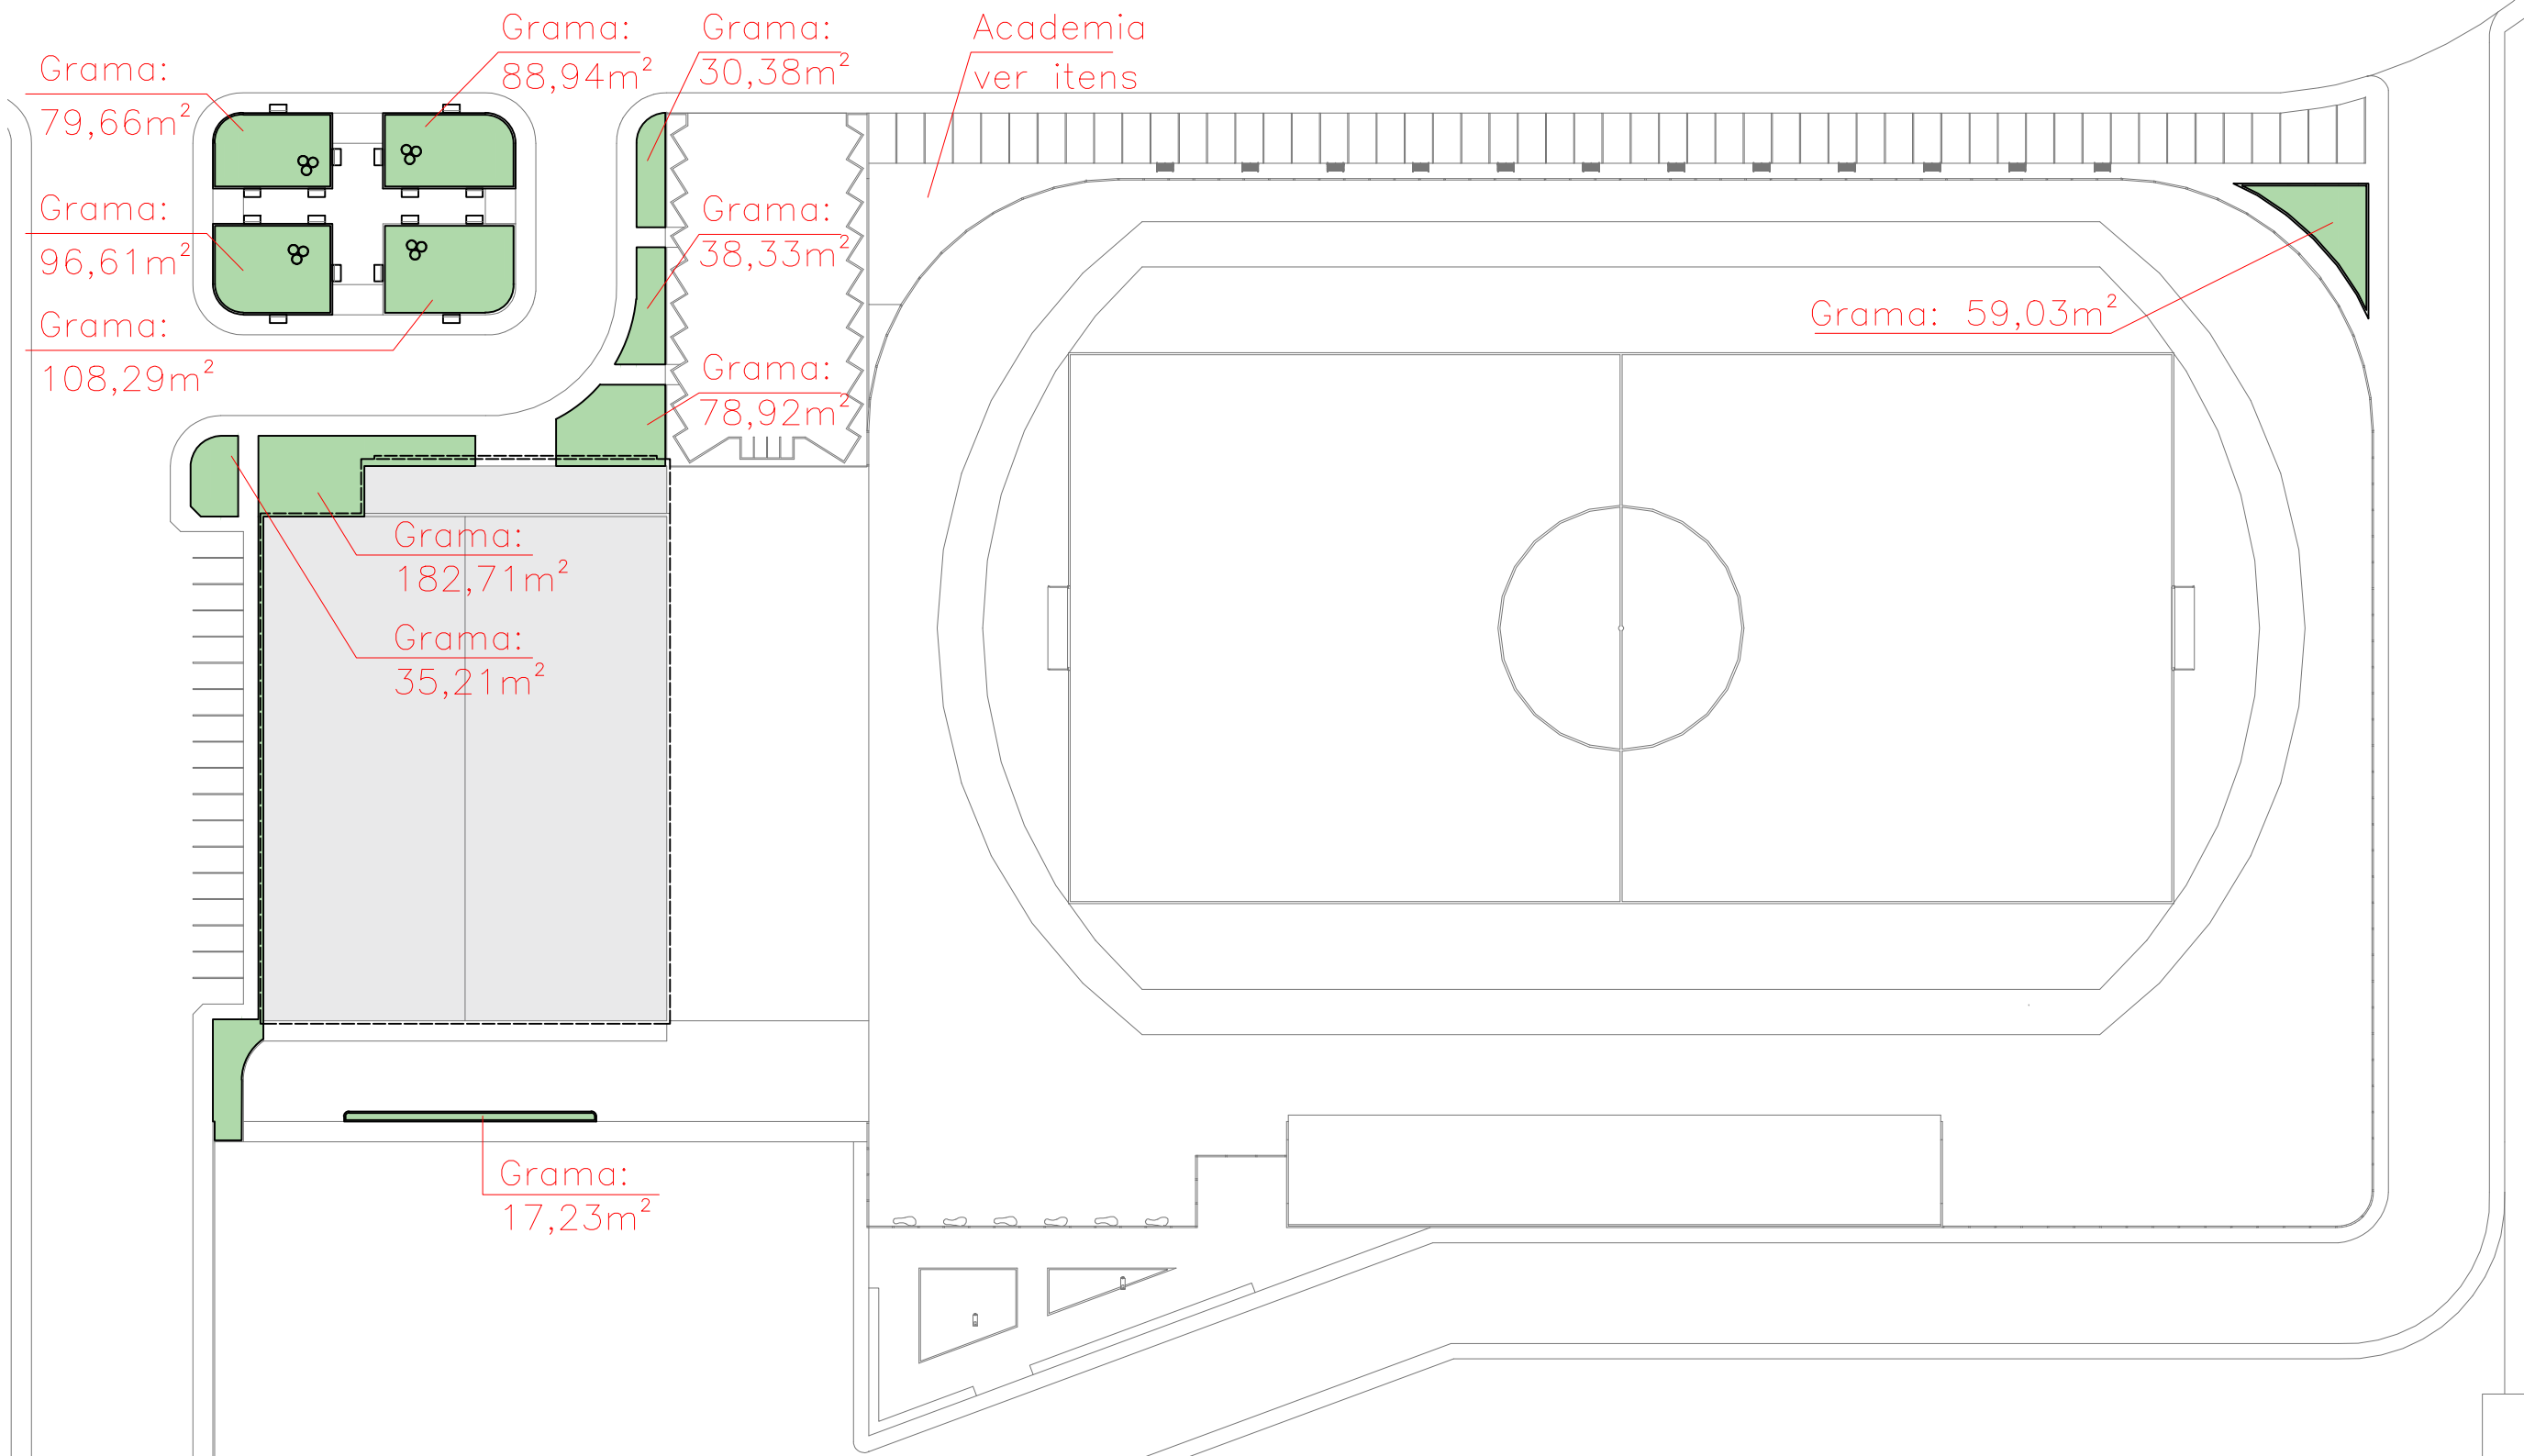 Grama:
88,94m²
Grama:
30,38m²
Academia
ver itens
Grama:
79,66m²
Grama:
96,61m²
Grama:
38,33m²
Grama: 59,03m²
Grama:
108,29m²
Grama:
78,92m²
Grama:
182,71m²
Grama:
35,21m²
Grama:
17,23m²